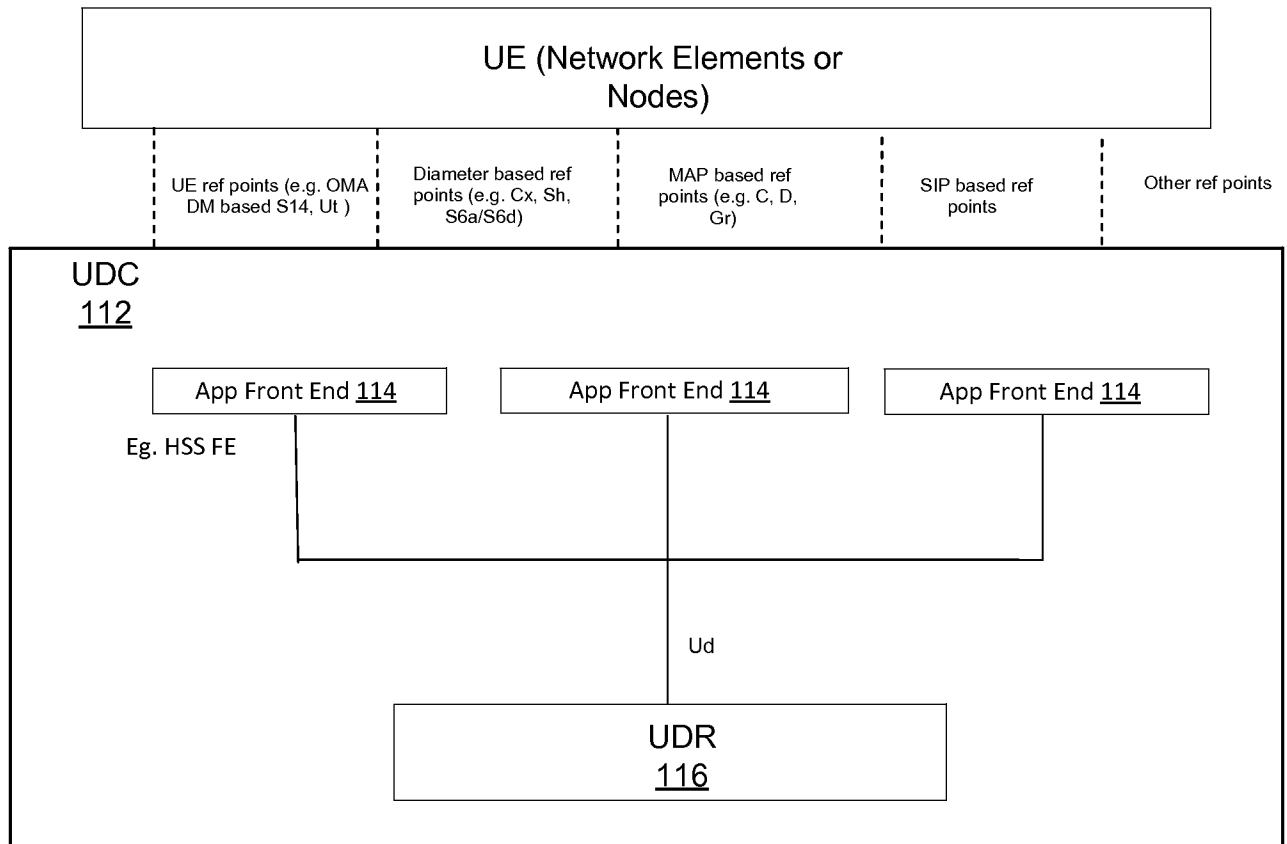 UE (Network Elements or
Nodes)
UE ref points (e.g. OMA
DM based S14, Ut )
Diameter based ref
points (e.g. Cx, Sh,
S6a/S6d)
MAP based ref
points (e.g. C, D,
Gr)
SIP based ref
points
Other ref points
UDC
112
App Front End 114
App Front End 114
App Front End 114
Eg. HSS FE
Ud
UDR
116